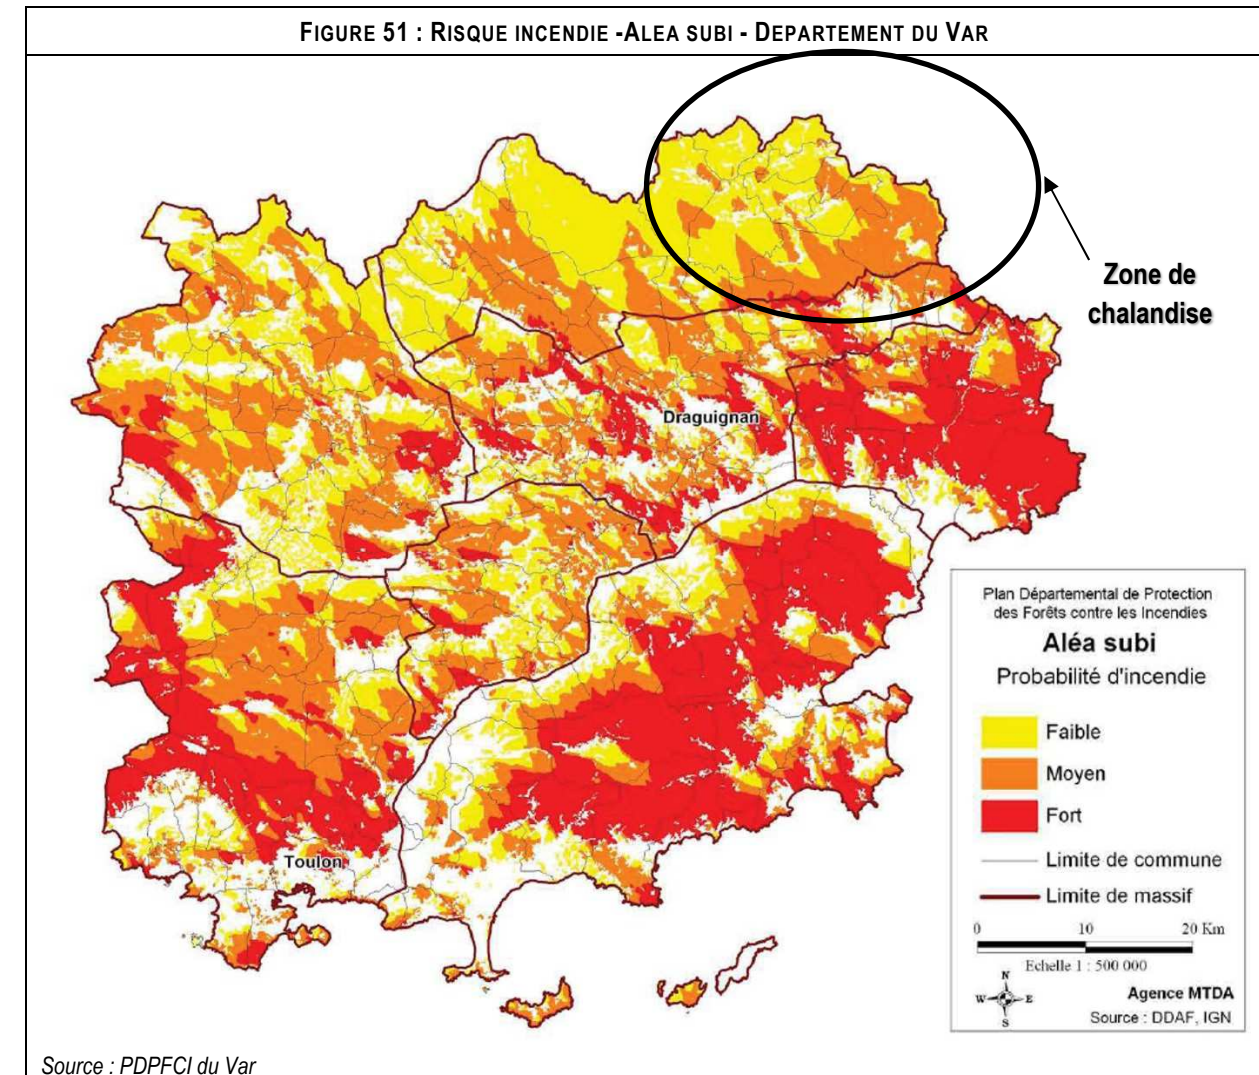 FIGURE 51 : RISQUE INCENDIE -ALEA SUBI - DEPARTEMENT DU VAR
Zone de
chalandise
Draguignan
Toulon
Plan Départemental de Protection
des Forêts contre les Incendies
Aléa subi
Probabilité d'incendie
Faible
Moyen
Fort
Limite de commune
Limite de massif
0 10 20 Km
Echelle 1 : 500 000
N
W E
S
Agence MTDA
Source : DDAF, IGN
Source : PDPFCI du Var